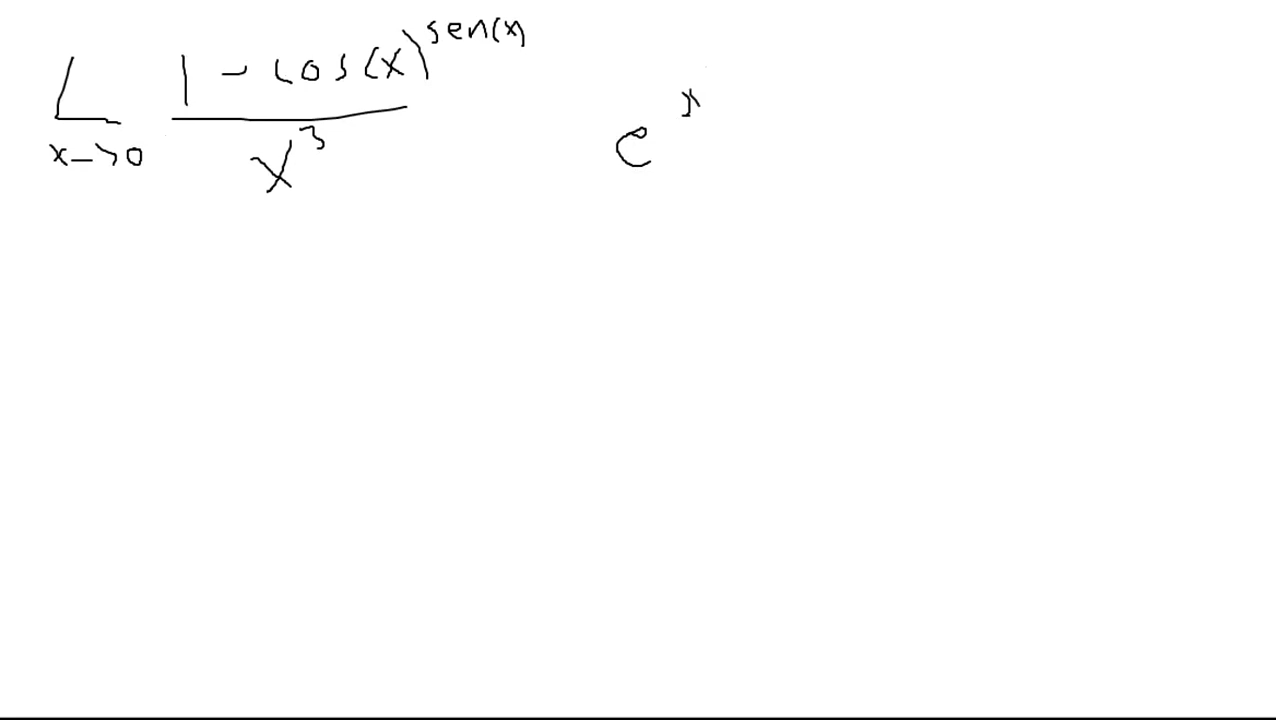 L x->0 (1 - cos(x)^sen(x)) / x^3
e^x